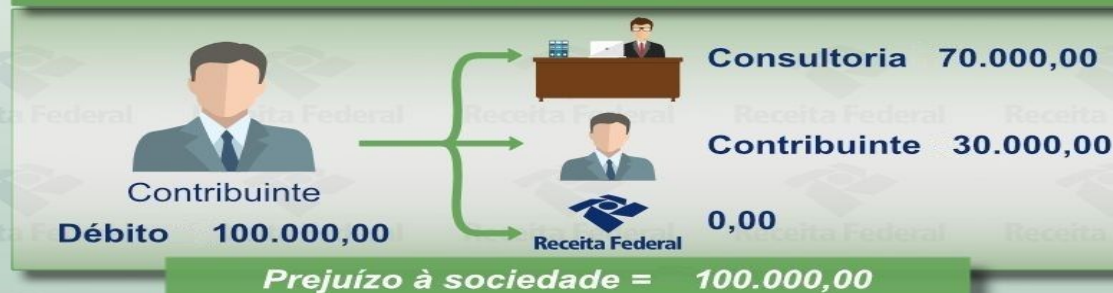 Consultoria 70.000,00
Contribuinte 30.000,00
Contribuinte
Débito 100.000,00
Receita Federal
0,00
Prejuízo à sociedade = 100.000,00